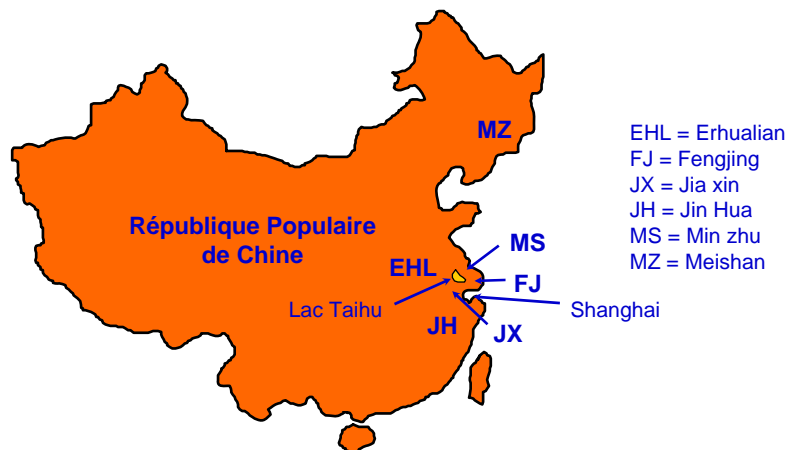 MZ
République Populaire
de Chine
MS
EHL
FJ
Lac Taihu
Shanghai
JH
JX
EHL = Erhualian
FJ = Fengjing
JX = Jia xin
JH = Jin Hua
MS = Min zhu
MZ = Meishan